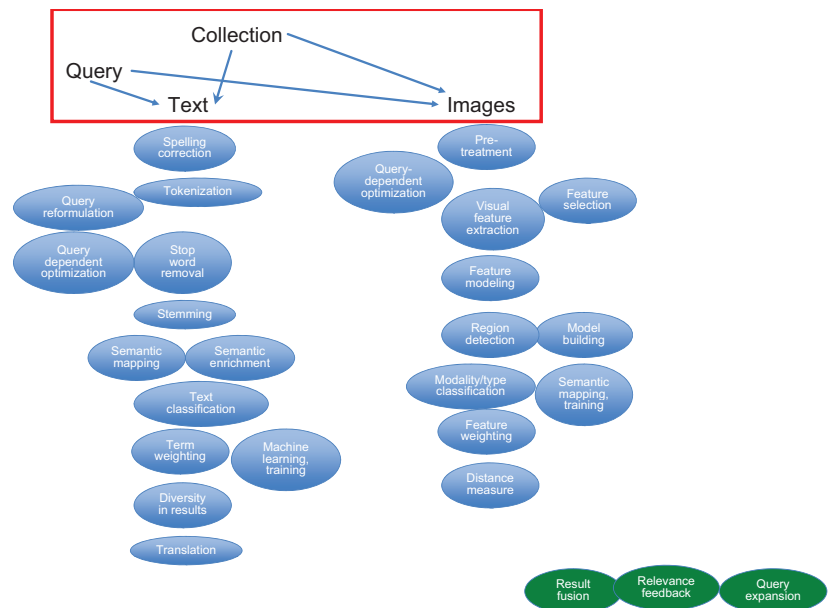 Collection
Query
Text
Images
Spelling
correction
Tokenization
Query
reformulation
Query
dependent
optimization
Stop
word
removal
Stemming
Semantic
mapping
Semantic
enrichment
Text
classification
Term
weighting
Machine
learning,
training
Diversity
in results
Translation
Pre-
treatment
Query-
dependent
optimization
Visual
feature
extraction
Feature
selection
Feature
modeling
Region
detection
Model
building
Modality/type
classification
Semantic
mapping,
training
Feature
weighting
Distance
measure
Result
fusion
Relevance
feedback
Query
expansion